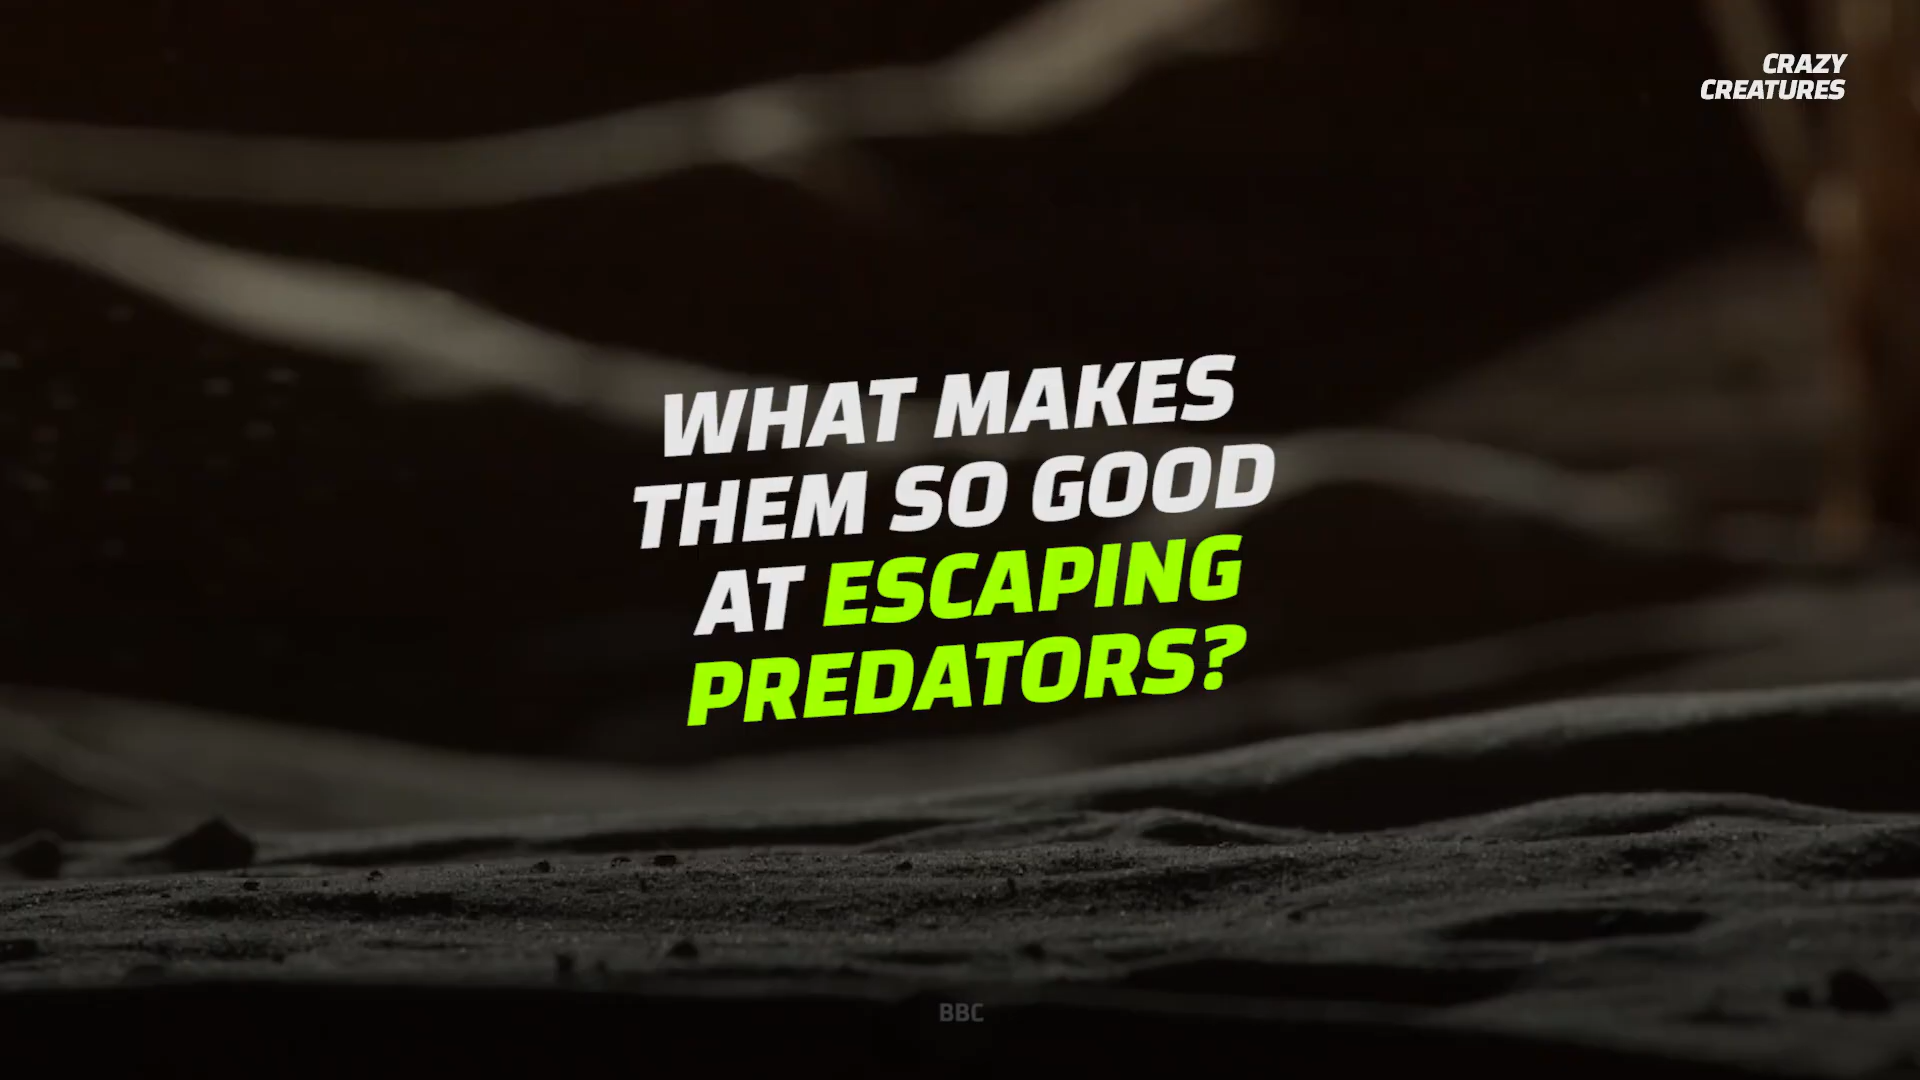 CRAZY
CREATURES
WHAT MAKES
THEM SO GOOD
AT ESCAPING
PREDATORS?
BBC